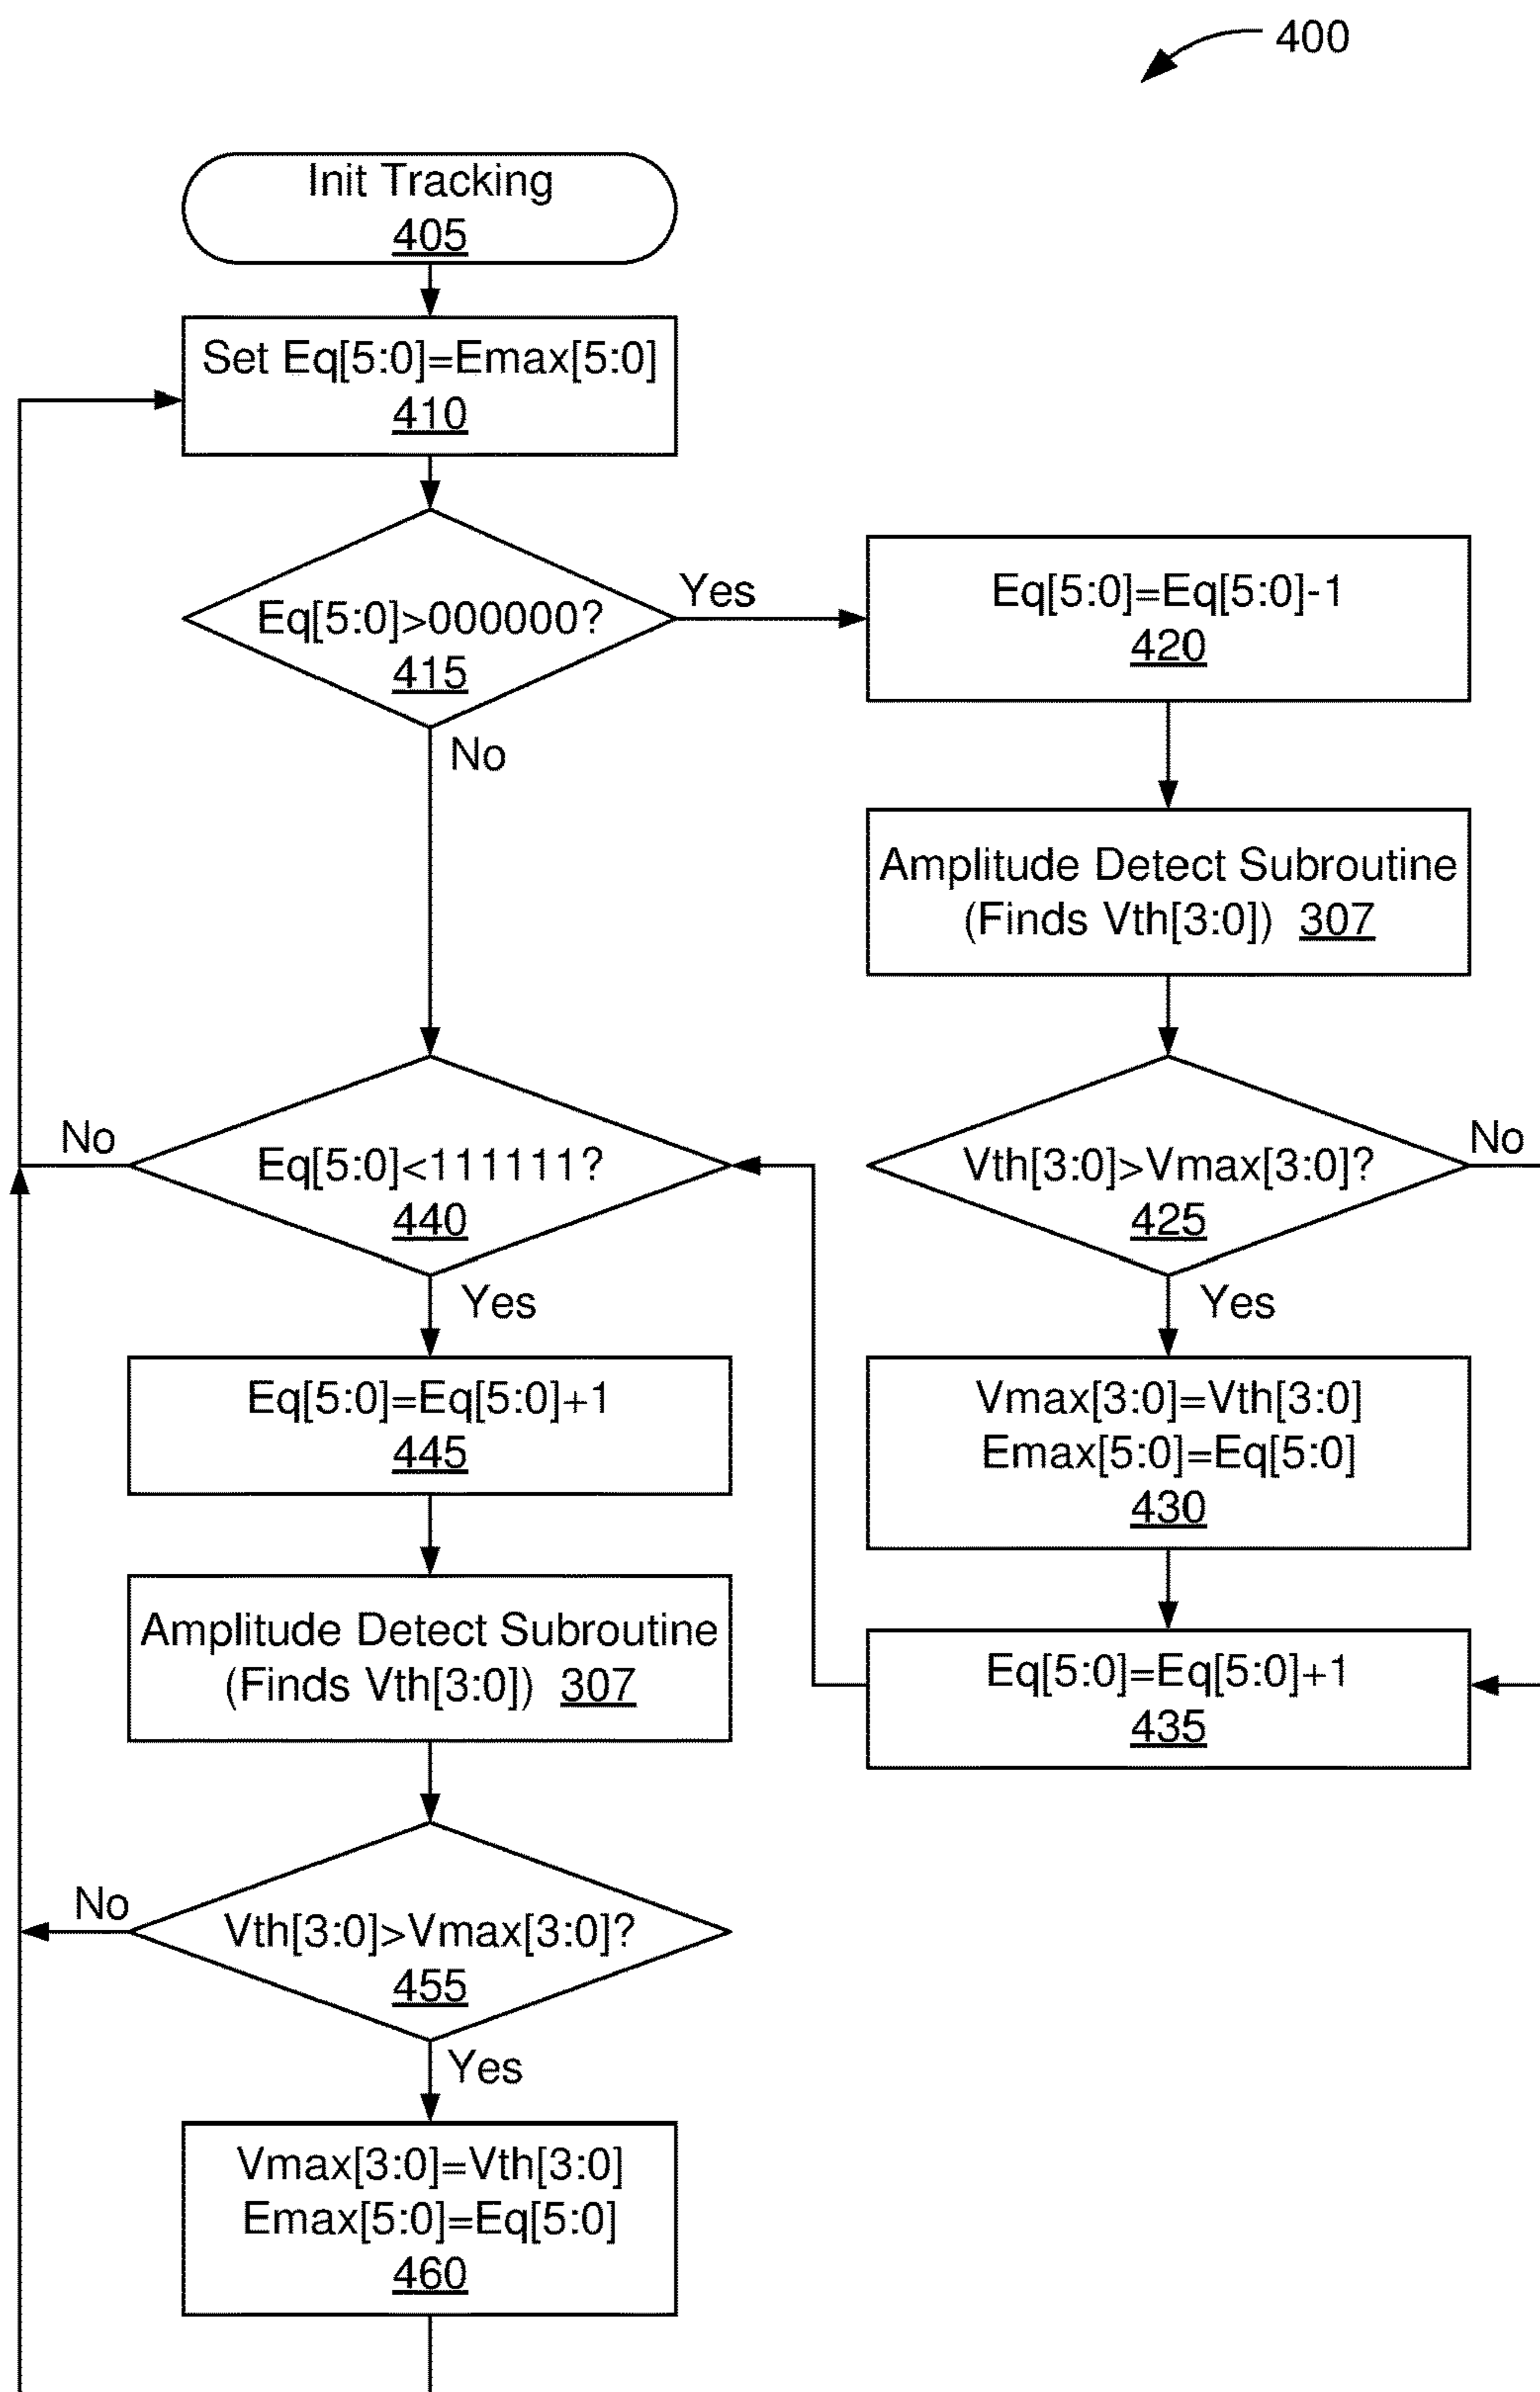 400
Init Tracking
405
Set Eq[5:0]=Emax[5:0]
410
Eq[5:0]>000000?
415
Yes
No
Eq[5:0]=Eq[5:0]-1
420
Amplitude Detect Subroutine
(Finds Vth[3:0]) 307
Vth[3:0]>Vmax[3:0]?
425
No
Yes
Vmax[3:0]=Vth[3:0]
Emax[5:0]=Eq[5:0]
430
Eq[5:0]=Eq[5:0]+1
435
No
Eq[5:0]<111111?
440
Yes
Eq[5:0]=Eq[5:0]+1
445
Amplitude Detect Subroutine
(Finds Vth[3:0]) 307
No
Vth[3:0]>Vmax[3:0]?
455
Yes
Vmax[3:0]=Vth[3:0]
Emax[5:0]=Eq[5:0]
460